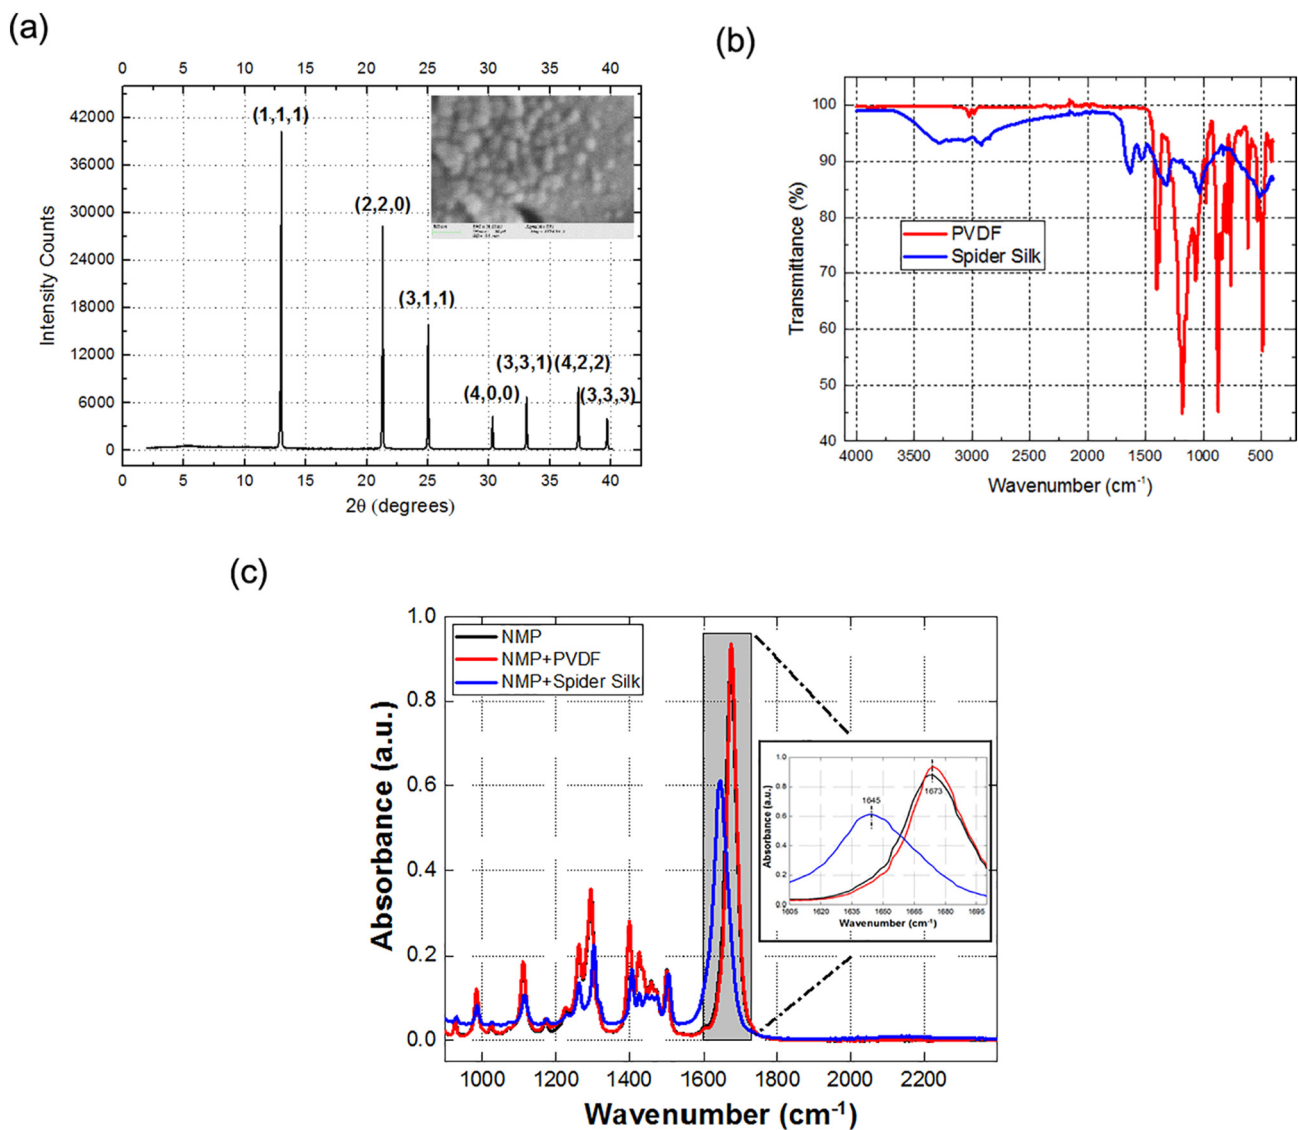 (a)
0 5 10 15 20 25 30 35 40
42000
36000
30000
24000
18000
12000
6000
0
Intensity Counts
(1,1,1)
(2,2,0)
(3,1,1)
(3,3,1) (4,2,2)
(4,0,0)
(3,3,3)
0 5 10 15 20 25 30 35 40
2θ (degrees)
(b)
100
90
80
70
60
50
40
Transmittance (%)
PVDF
Spider Silk
4000 3500 3000 2500 2000 1500 1000 500
Wavenumber (cm⁻¹)
(c)
1.0
0.8
0.6
0.4
0.2
0.0
Absorbance (a.u.)
NMP
NMP+PVDF
NMP+Spider Silk
1.0
0.8
0.6
0.4
0.2
0.0
Absorbance (a.u.)
1645
1673
1605 1620 1635 1650 1665 1680 1695
Wavenumber (cm⁻¹)
1000 1200 1400 1600 1800 2000 2200
Wavenumber (cm⁻¹)